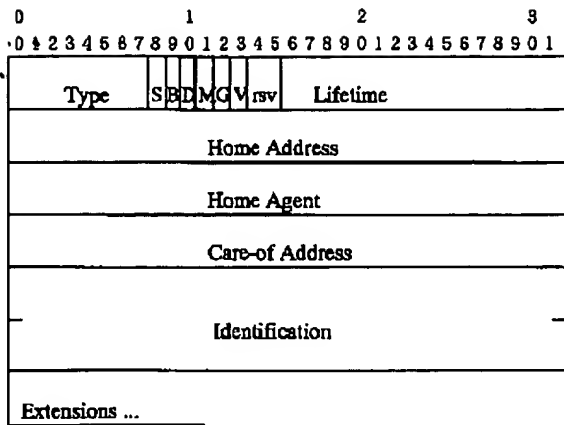 0 1 2 3
0 1 2 3 4 5 6 7 8 9 0 1 2 3 4 5 6 7 8 9 0 1 2 3 4 5 6 7 8 9 0 1
Type S B D M G V rsv Lifetime
Home Address
Home Agent
Care-of Address
Identification
Extensions ...